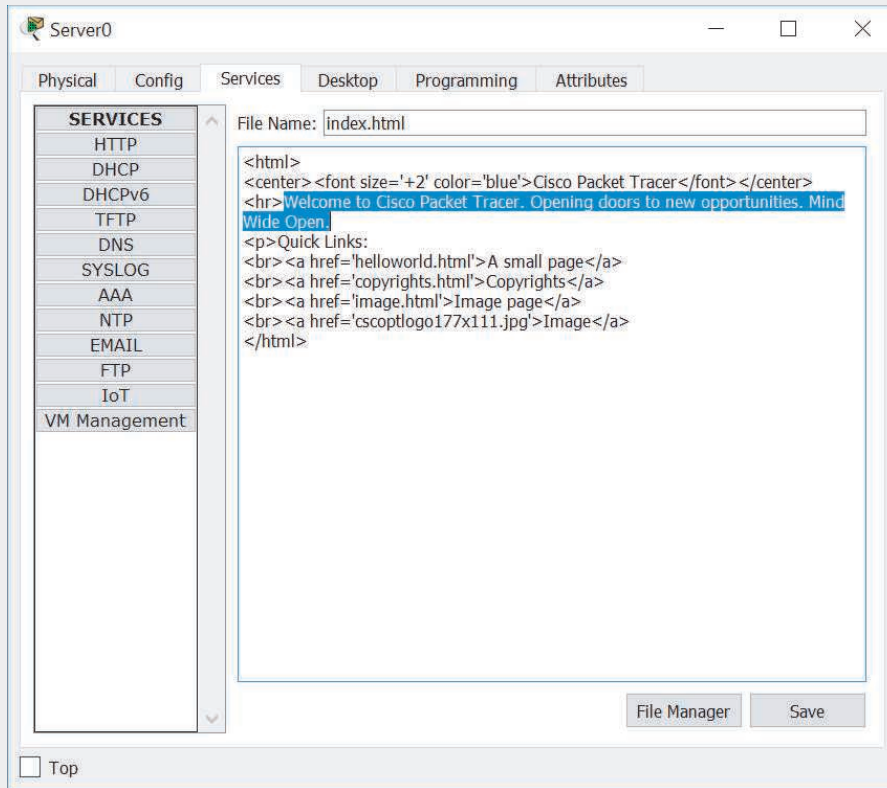 Server0
Physical Config Services Desktop Programming Attributes
SERVICES
HTTP
DHCP
DHCPv6
TFTP
DNS
SYSLOG
AAA
NTP
EMAIL
FTP
IoT
VM Management
File Name: index.html
<html>
<center><font size='+2' color='blue'>Cisco Packet Tracer</font></center>
<hr>Welcome to Cisco Packet Tracer. Opening doors to new opportunities. Mind
Wide Open.
<p>Quick Links:
<br><a href='helloworld.html'>A small page</a>
<br><a href='copyrights.html'>Copyrights</a>
<br><a href='image.html'>Image page</a>
<br><a href='cscoptlogo177x111.jpg'>Image</a>
</html>
File Manager Save
Top